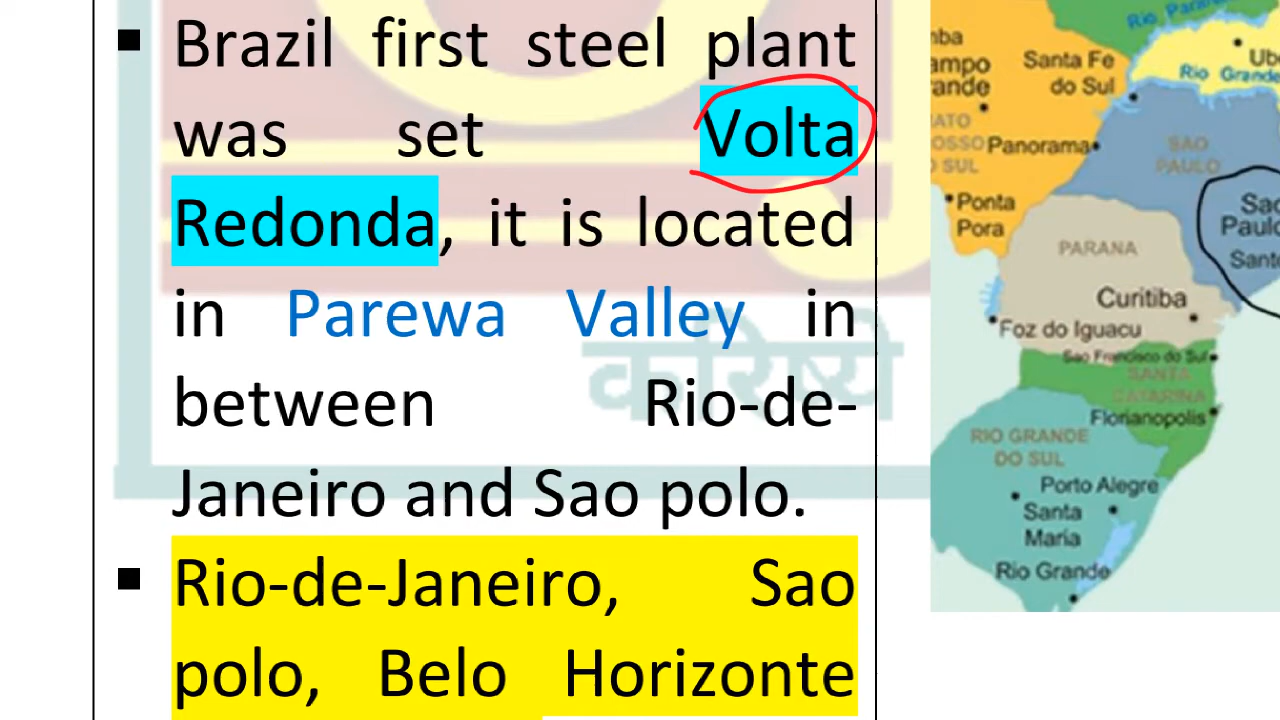 ▪ Brazil first steel plant
was set Volta
Redonda, it is located
in Parewa Valley in
between Rio-de-
Janeiro and Sao polo.
▪ Rio-de-Janeiro, Sao
polo, Belo Horizonte
करिष्ये
Santa Fe
do Sul
Rio Grande
Panorama
SAO
PAULO
Ponta
Pora
PARANA
Curitiba
Foz do Iguacu
Sao Francisco do Sul
SANTA
CATARINA
Florianopolis
RIO GRANDE
DO SUL
Porto Alegre
Santa
Maria
Rio Grande